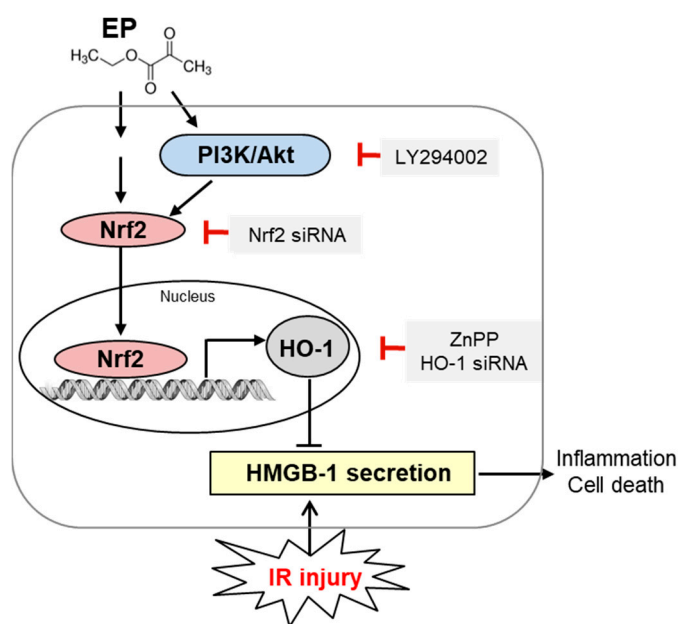 EP
O
H₃C
O
CH₃
O
PI3K/Akt
LY294002
Nrf2
Nrf2 siRNA
Nucleus
Nrf2
HO-1
ZnPP
HO-1 siRNA
HMGB-1 secretion
Inflammation
Cell death
IR injury